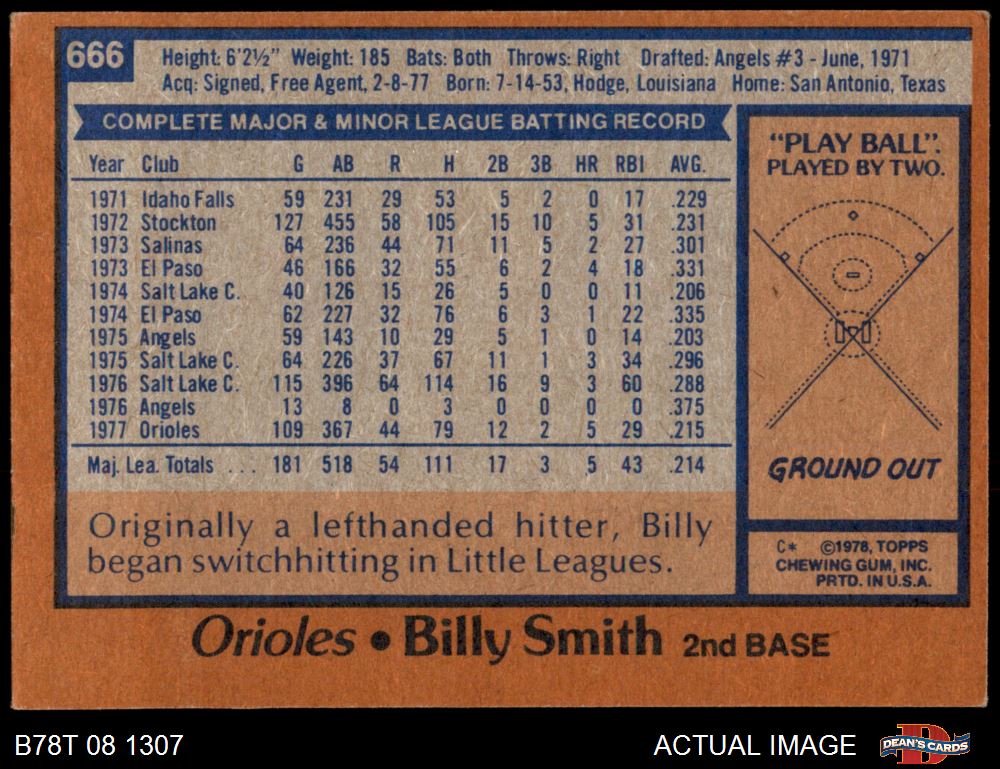 666
Height: 6'2½" Weight: 185 Bats: Both Throws: Right Drafted: Angels #3 - June, 1971
Acq: Signed, Free Agent, 2-8-77 Born: 7-14-53, Hodge, Louisiana Home: San Antonio, Texas
COMPLETE MAJOR & MINOR LEAGUE BATTING RECORD
Year Club G AB R H 2B 3B HR RBI AVG.
1971 Idaho Falls 59 231 29 53 5 2 0 17 .229
1972 Stockton 127 455 58 105 15 10 5 31 .231
1973 Salinas 64 236 44 71 11 5 2 27 .301
1973 El Paso 46 166 32 55 6 2 4 18 .331
1974 Salt Lake C. 40 126 15 26 5 0 0 11 .206
1974 El Paso 62 227 32 76 6 3 1 22 .335
1975 Angels 59 143 10 29 5 1 0 14 .203
1975 Salt Lake C. 64 226 37 67 11 1 3 34 .296
1976 Salt Lake C. 115 396 64 114 16 9 3 60 .288
1976 Angels 13 8 0 3 0 0 0 0 .375
1977 Orioles 109 367 44 79 12 2 5 29 .215
Maj. Lea. Totals ... 181 518 54 111 17 3 5 43 .214
Originally a lefthanded hitter, Billy
began switchhitting in Little Leagues.
"PLAY BALL".
PLAYED BY TWO.
GROUND OUT
C* ©1978, TOPPS
CHEWING GUM, INC.
PRTD. IN U.S.A.
Orioles • Billy Smith 2nd BASE
B78T 08 1307
ACTUAL IMAGE
D
DEAN'S CARDS